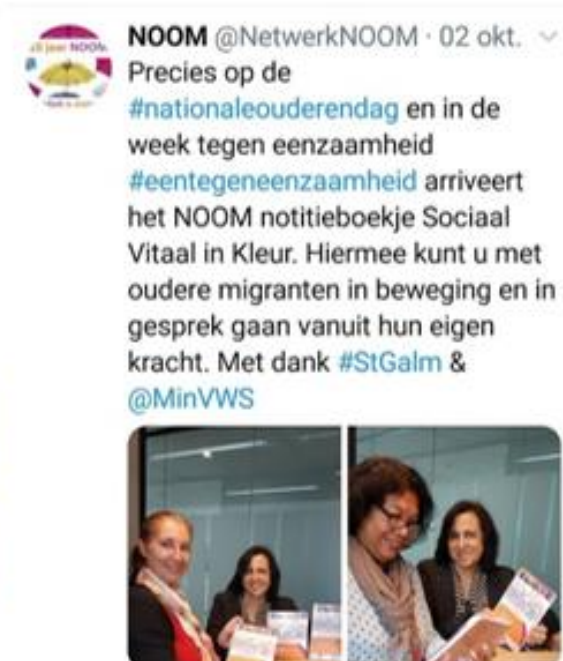 NOOM @NetwerkNOOM · 02 okt.
Precies op de
#nationaleouderendag en in de
week tegen eenzaamheid
#eentegeneenzaamheid arriveert
het NOOM notitieboekje Sociaal
Vitaal in Kleur. Hiermee kunt u met
oudere migranten in beweging en in
gesprek gaan vanuit hun eigen
kracht. Met dank #StGalm &
@MinVWS